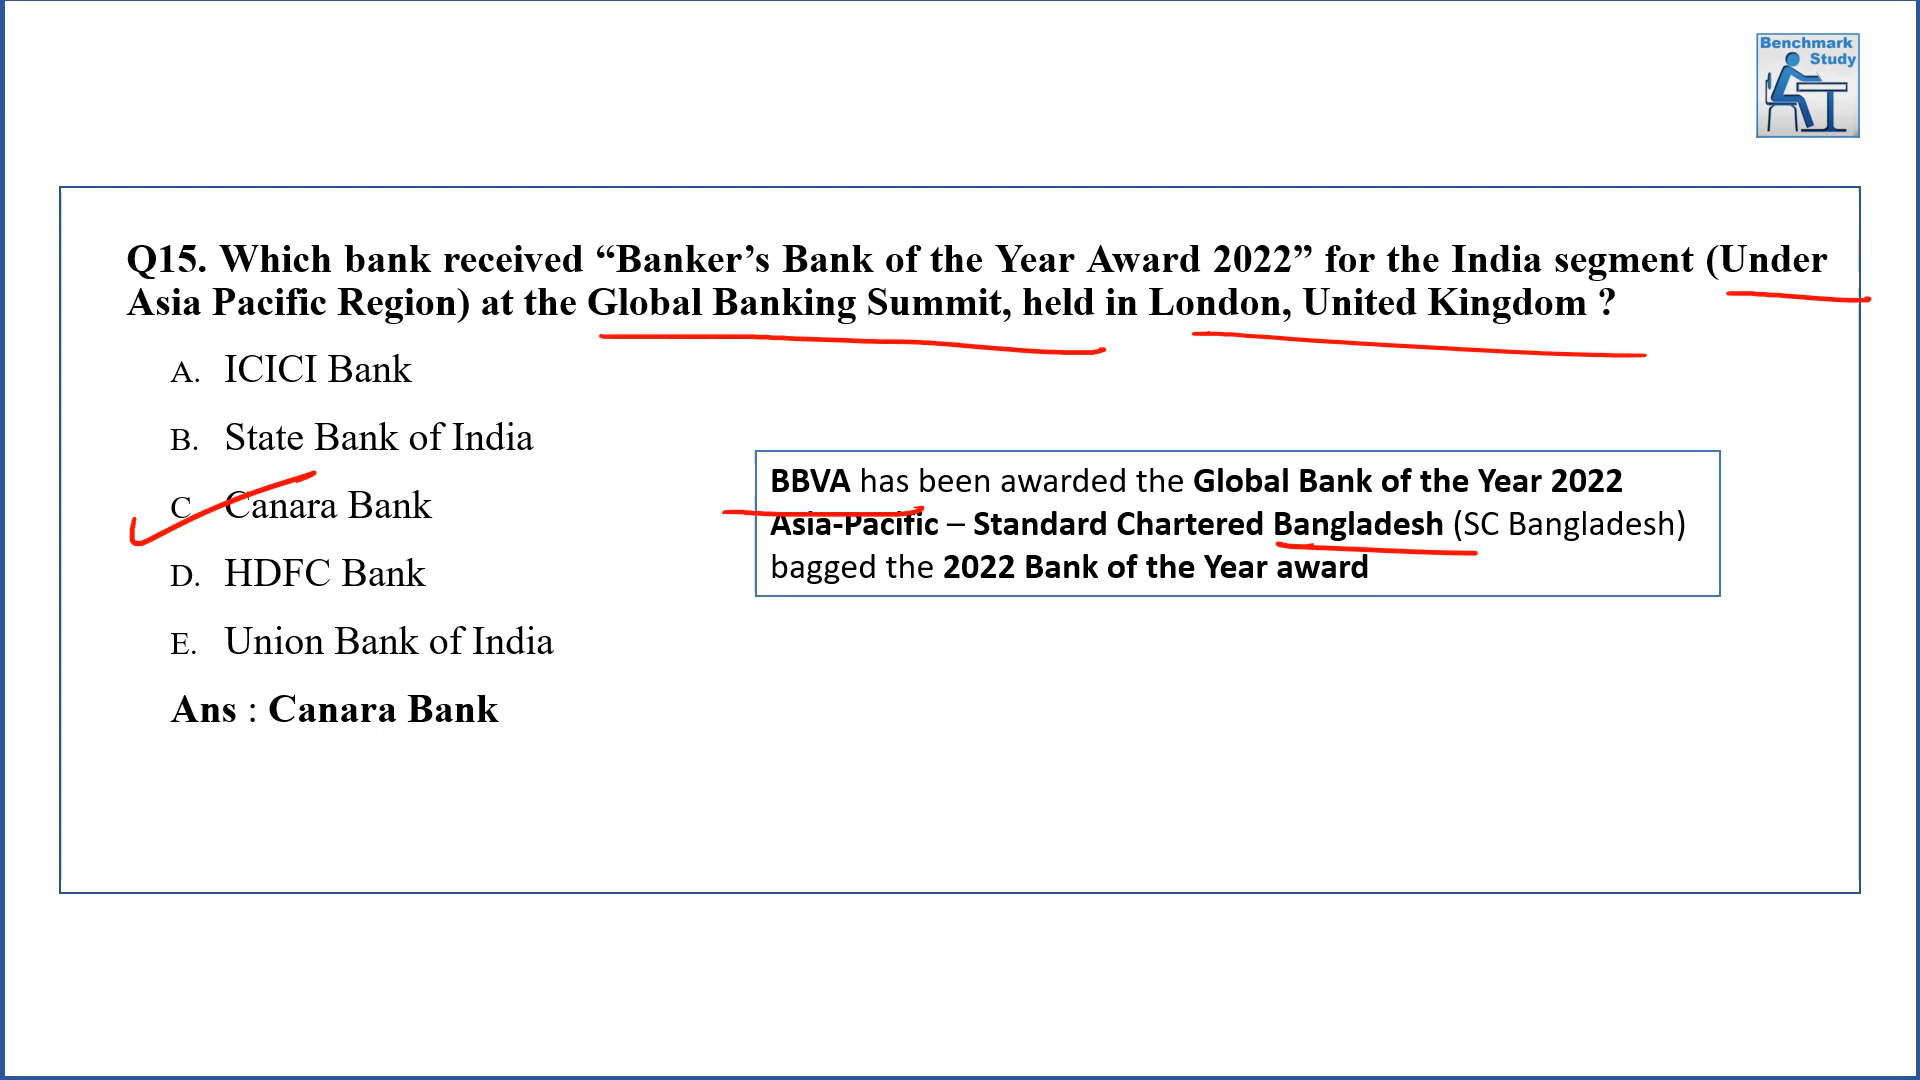 Benchmark
Study
Q15. Which bank received “Banker’s Bank of the Year Award 2022” for the India segment (Under
Asia Pacific Region) at the Global Banking Summit, held in London, United Kingdom ?
A. ICICI Bank
B. State Bank of India
C. Canara Bank
D. HDFC Bank
E. Union Bank of India
Ans : Canara Bank
BBVA has been awarded the Global Bank of the Year 2022
Asia-Pacific – Standard Chartered Bangladesh (SC Bangladesh)
bagged the 2022 Bank of the Year award